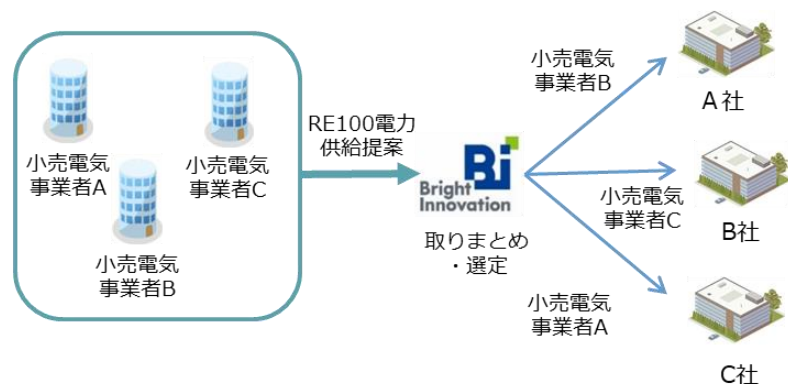 小売電気
事業者A
小売電気
事業者C
小売電気
事業者B
RE100電力
供給提案
Bi
Bright
Innovation
取りまとめ
・選定
小売電気
事業者B
A社
小売電気
事業者C
B社
小売電気
事業者A
C社